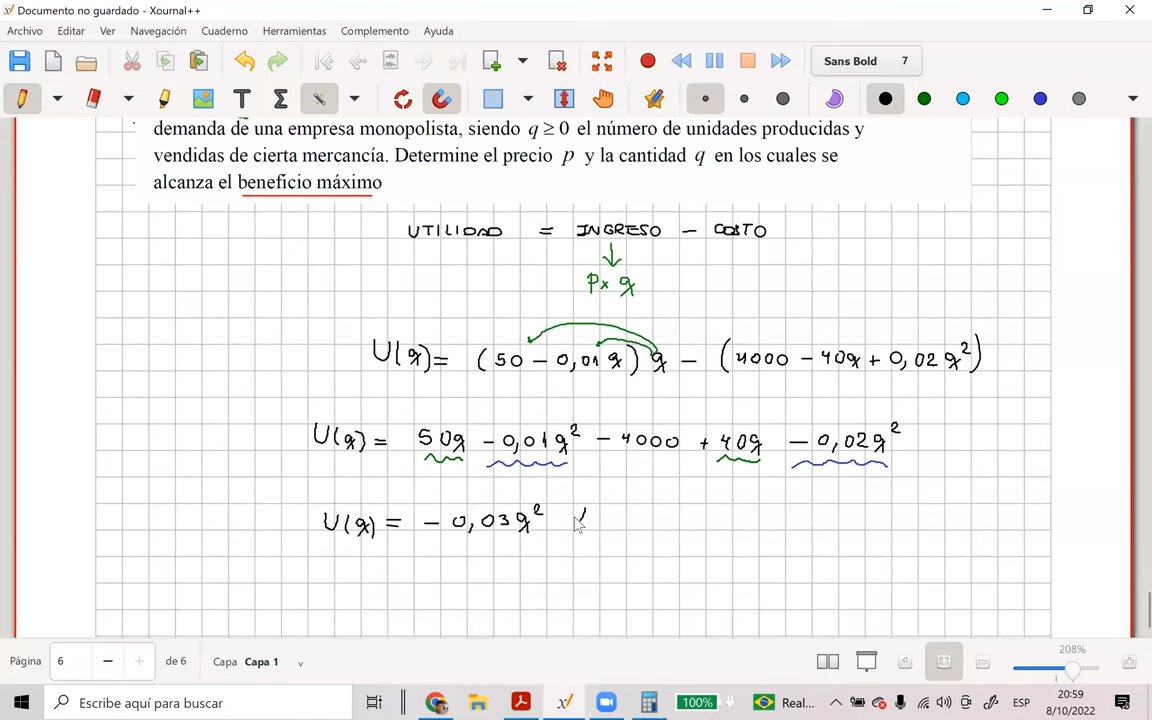 Documento no guardado - Xournal++
Archivo Editar Ver Navegación Cuaderno Herramientas Complemento Ayuda
Sans Bold 7
demanda de una empresa monopolista, siendo q ≥ 0 el número de unidades producidas y
vendidas de cierta mercancía. Determine el precio p y la cantidad q en los cuales se
alcanza el beneficio máximo
UTILIDAD = INGRESO - COSTO
P x q
U(q) = (50 - 0,01q) q - (4000 - 40q + 0,02q²)
U(q) = 50q - 0,01q² - 4000 + 40q - 0,02q²
U(q) = - 0,03q²
Página 6 de 6 Capa Capa 1
208%
Escribe aquí para buscar
100%
Real...
ESP
20:59
8/10/2022